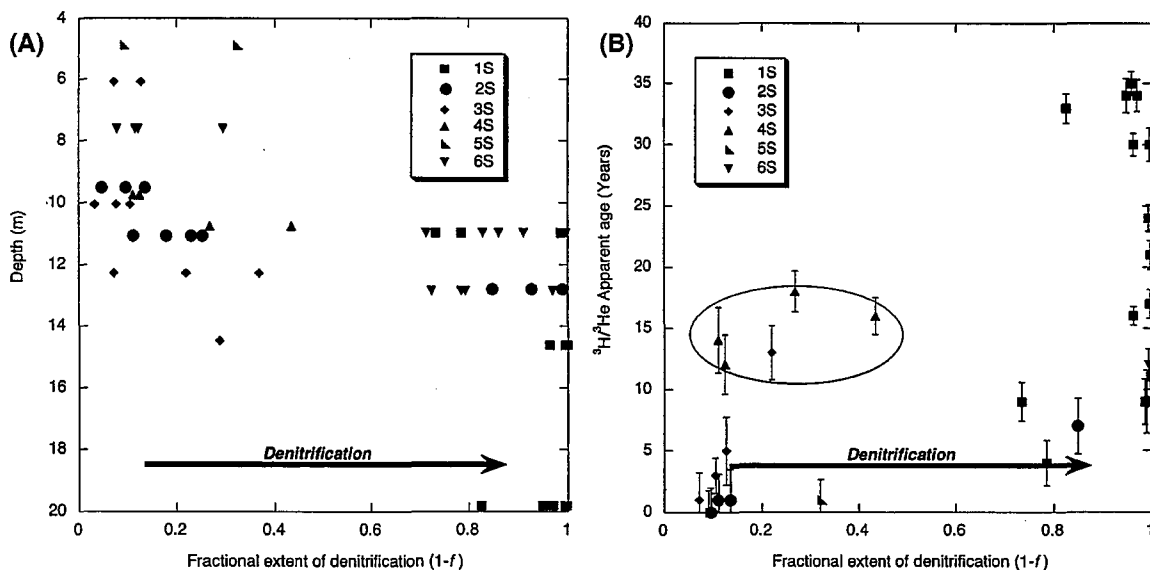 (A)
4
6
8
10
12
14
16
18
20
Depth (m)
1S
2S
3S
4S
5S
6S
Denitrification
0
0.2
0.4
0.6
0.8
1
Fractional extent of denitrification (1-f)
(B)
40
35
30
25
20
15
10
5
0
³H/³He Apparent age (Years)
1S
2S
3S
4S
5S
6S
Denitrification
0
0.2
0.4
0.6
0.8
1
Fractional extent of denitrification (1-f)